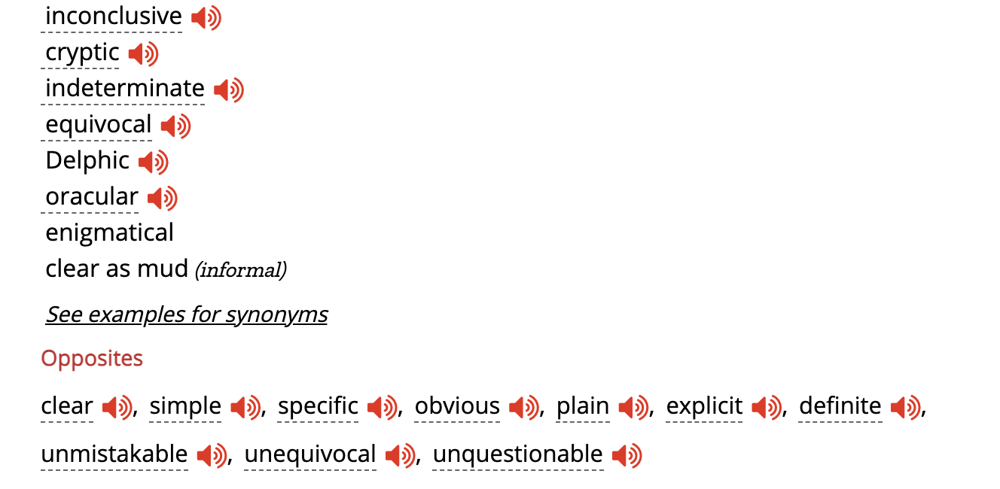 inconclusive
cryptic
indeterminate
equivocal
Delphic
oracular
enigmatical
clear as mud (informal)
See examples for synonyms
Opposites
clear , simple , specific , obvious , plain , explicit , definite ,
unmistakable , unequivocal , unquestionable